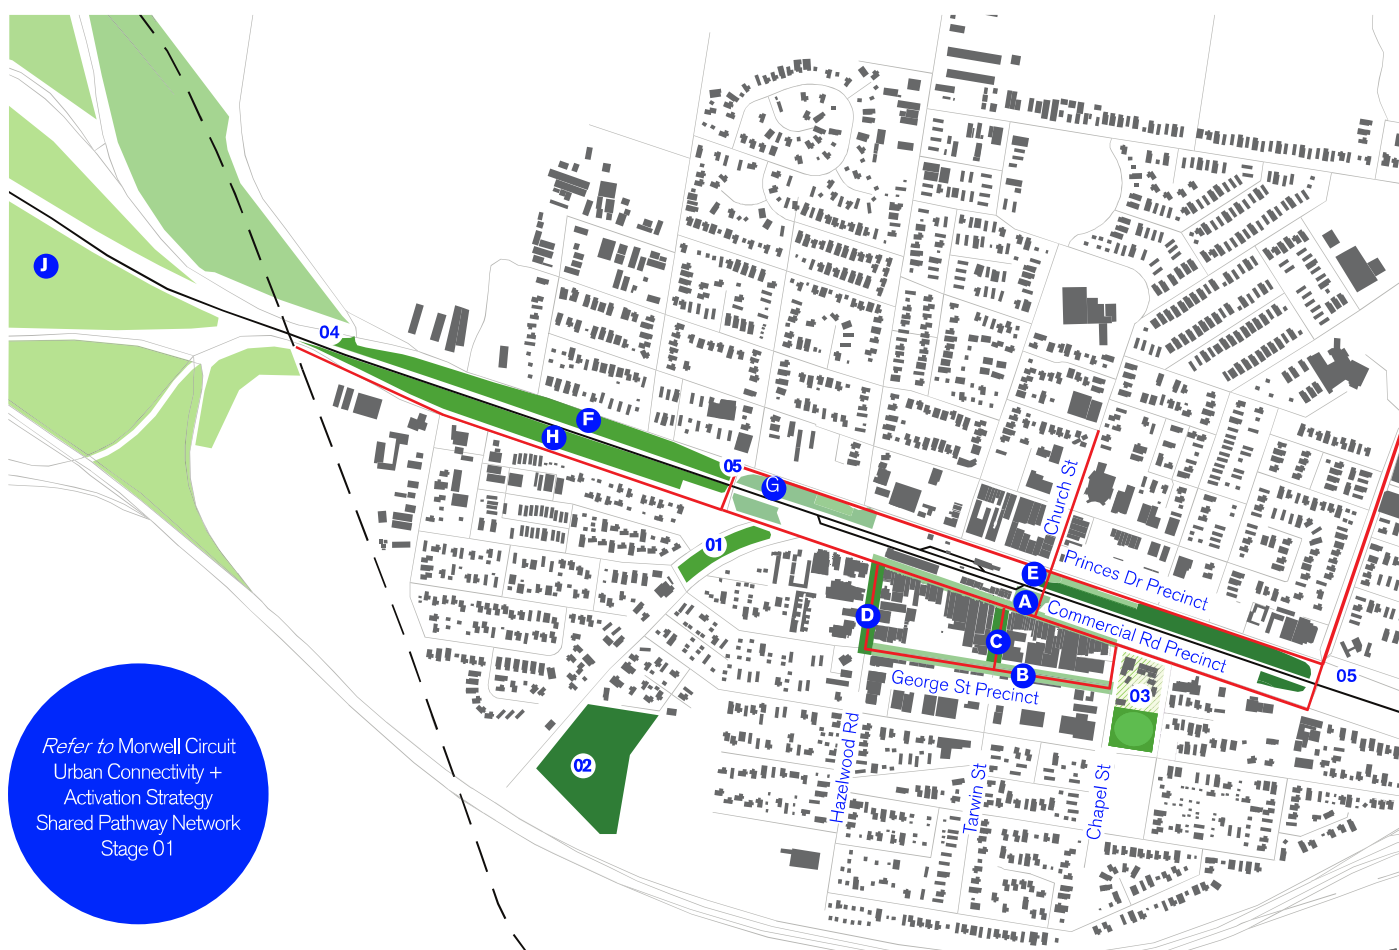 J
04
F
H
05
G
01
Church St
E
Princes Dr Precinct
A
Commercial Rd Precinct
D
C
B
George St Precinct
05
03
02
Hazelwood Rd
Tarwin St
Chapel St
Refer to Morwell Circuit
Urban Connectivity +
Activation Strategy
Shared Pathway Network
Stage 01